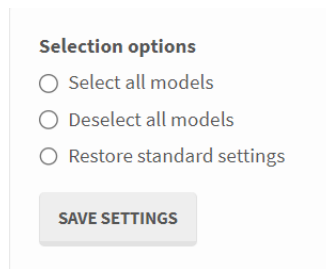 Selection options
Select all models
Deselect all models
Restore standard settings
SAVE SETTINGS